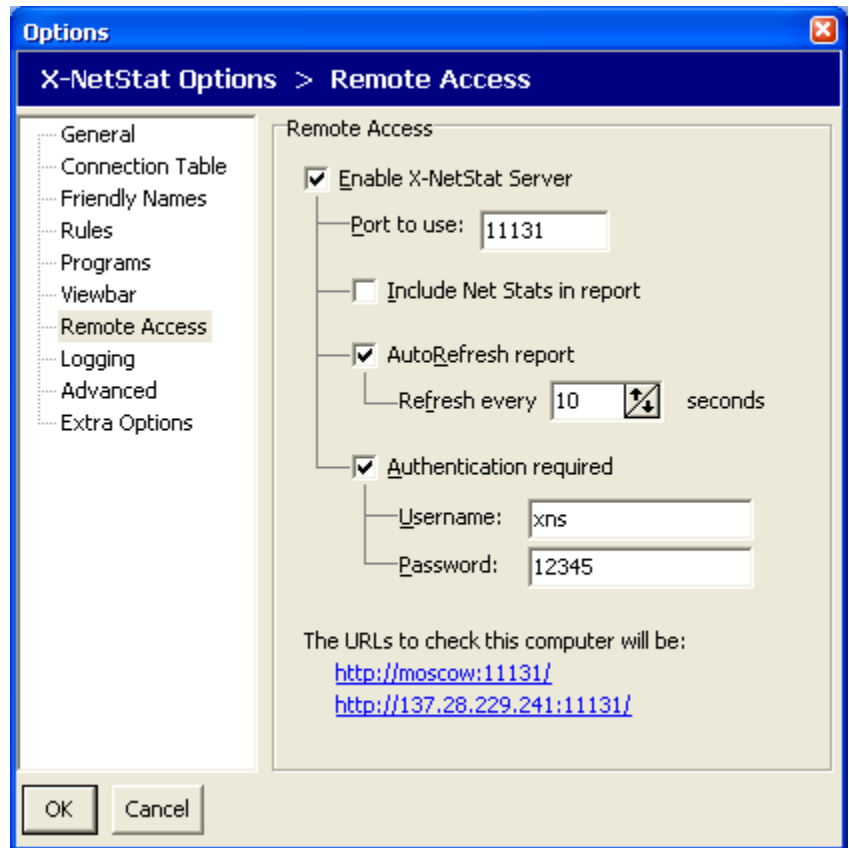 Options
X-NetStat Options > Remote Access
General
Connection Table
Friendly Names
Rules
Programs
Viewbar
Remote Access
Logging
Advanced
Extra Options
Remote Access
Enable X-NetStat Server
Port to use: 11131
Include Net Stats in report
AutoRefresh report
Refresh every 10 seconds
Authentication required
Username: xns
Password: 12345
The URLs to check this computer will be:
http://moscow:11131/
http://137.28.229.241:11131/
OK Cancel